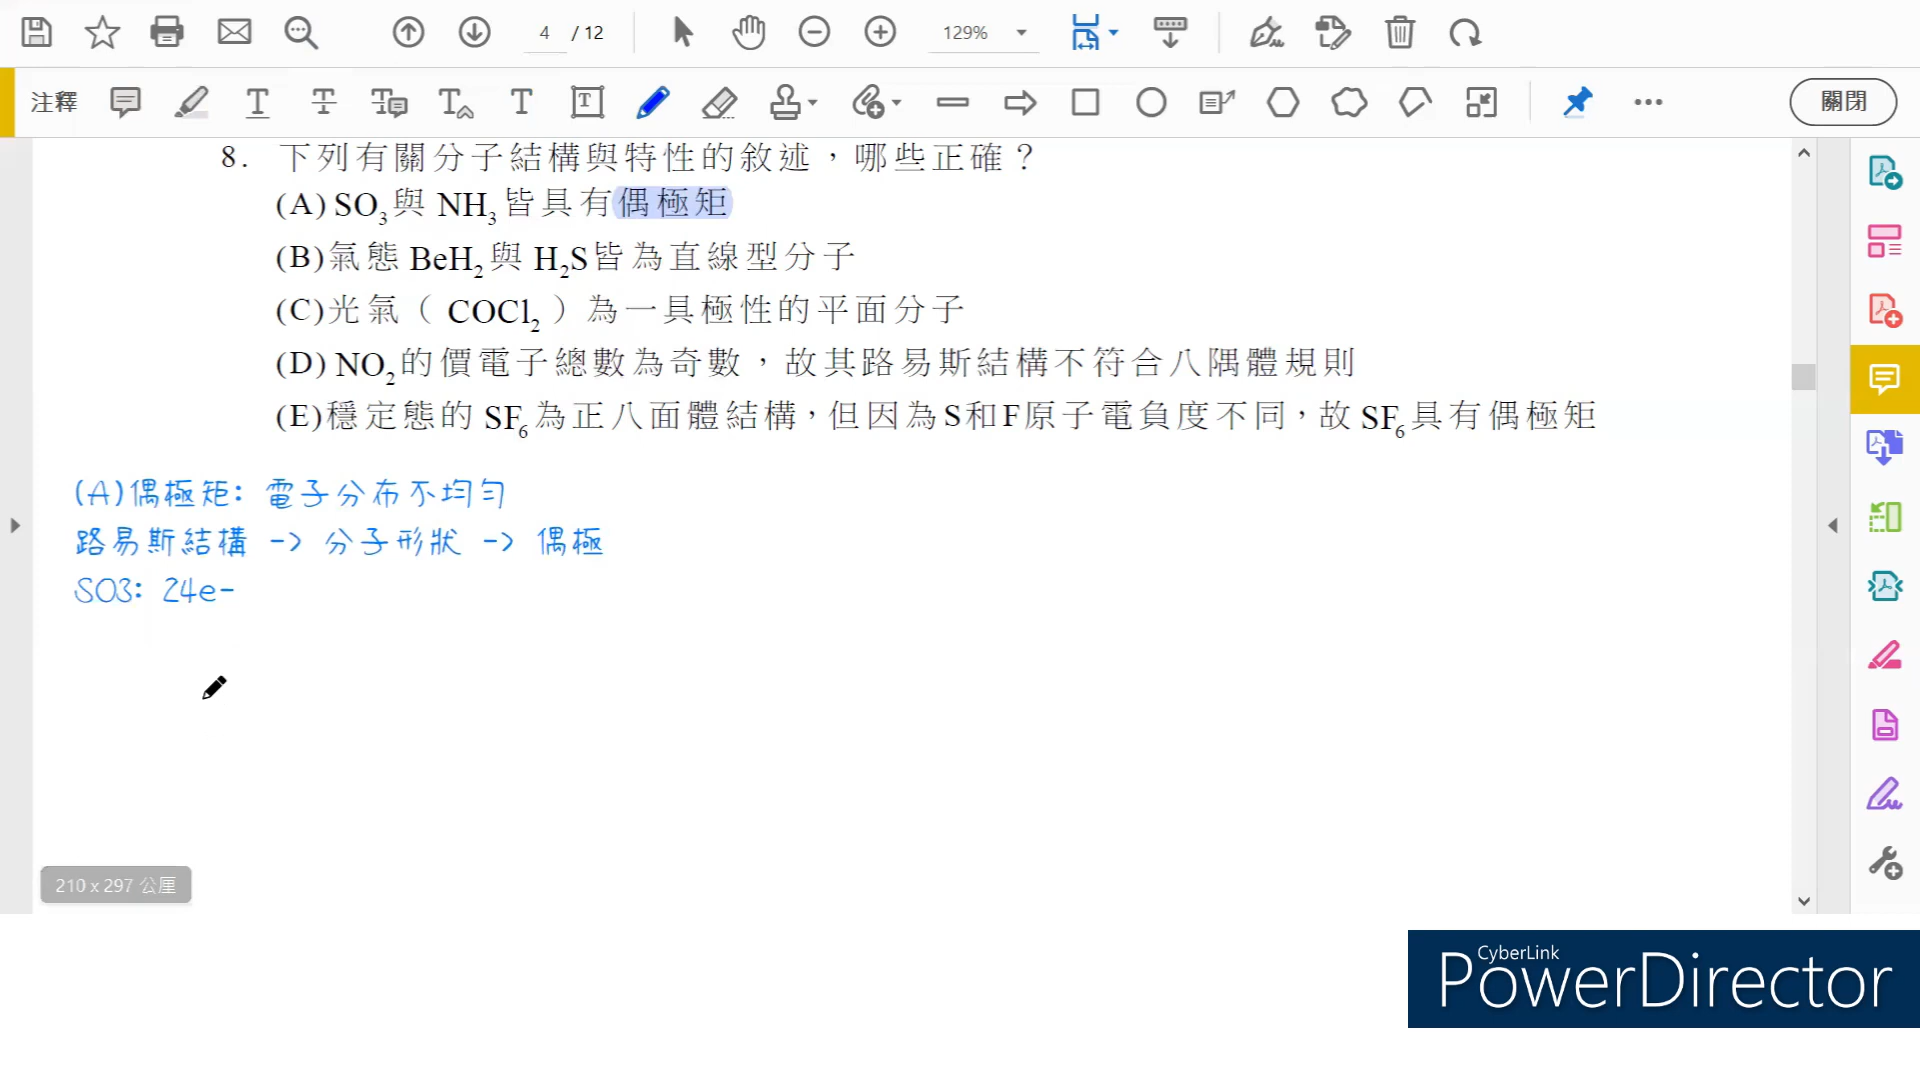 4 / 12
129%
注釋
關閉
8. 下列有關分子結構與特性的敘述，哪些正確？
(A) SO₃與 NH₃皆具有偶極矩
(B)氣態 BeH₂與 H₂S皆為直線型分子
(C)光氣（ COCl₂ ）為一具極性的平面分子
(D) NO₂的價電子總數為奇數，故其路易斯結構不符合八隅體規則
(E)穩定態的 SF₆為正八面體結構，但因為S和F原子電負度不同，故 SF₆具有偶極矩
(A)偶極矩: 電子分布不均勻
路易斯結構 -> 分子形狀 -> 偶極
SO3: 24e-
210 x 297 公厘
CyberLink
PowerDirector